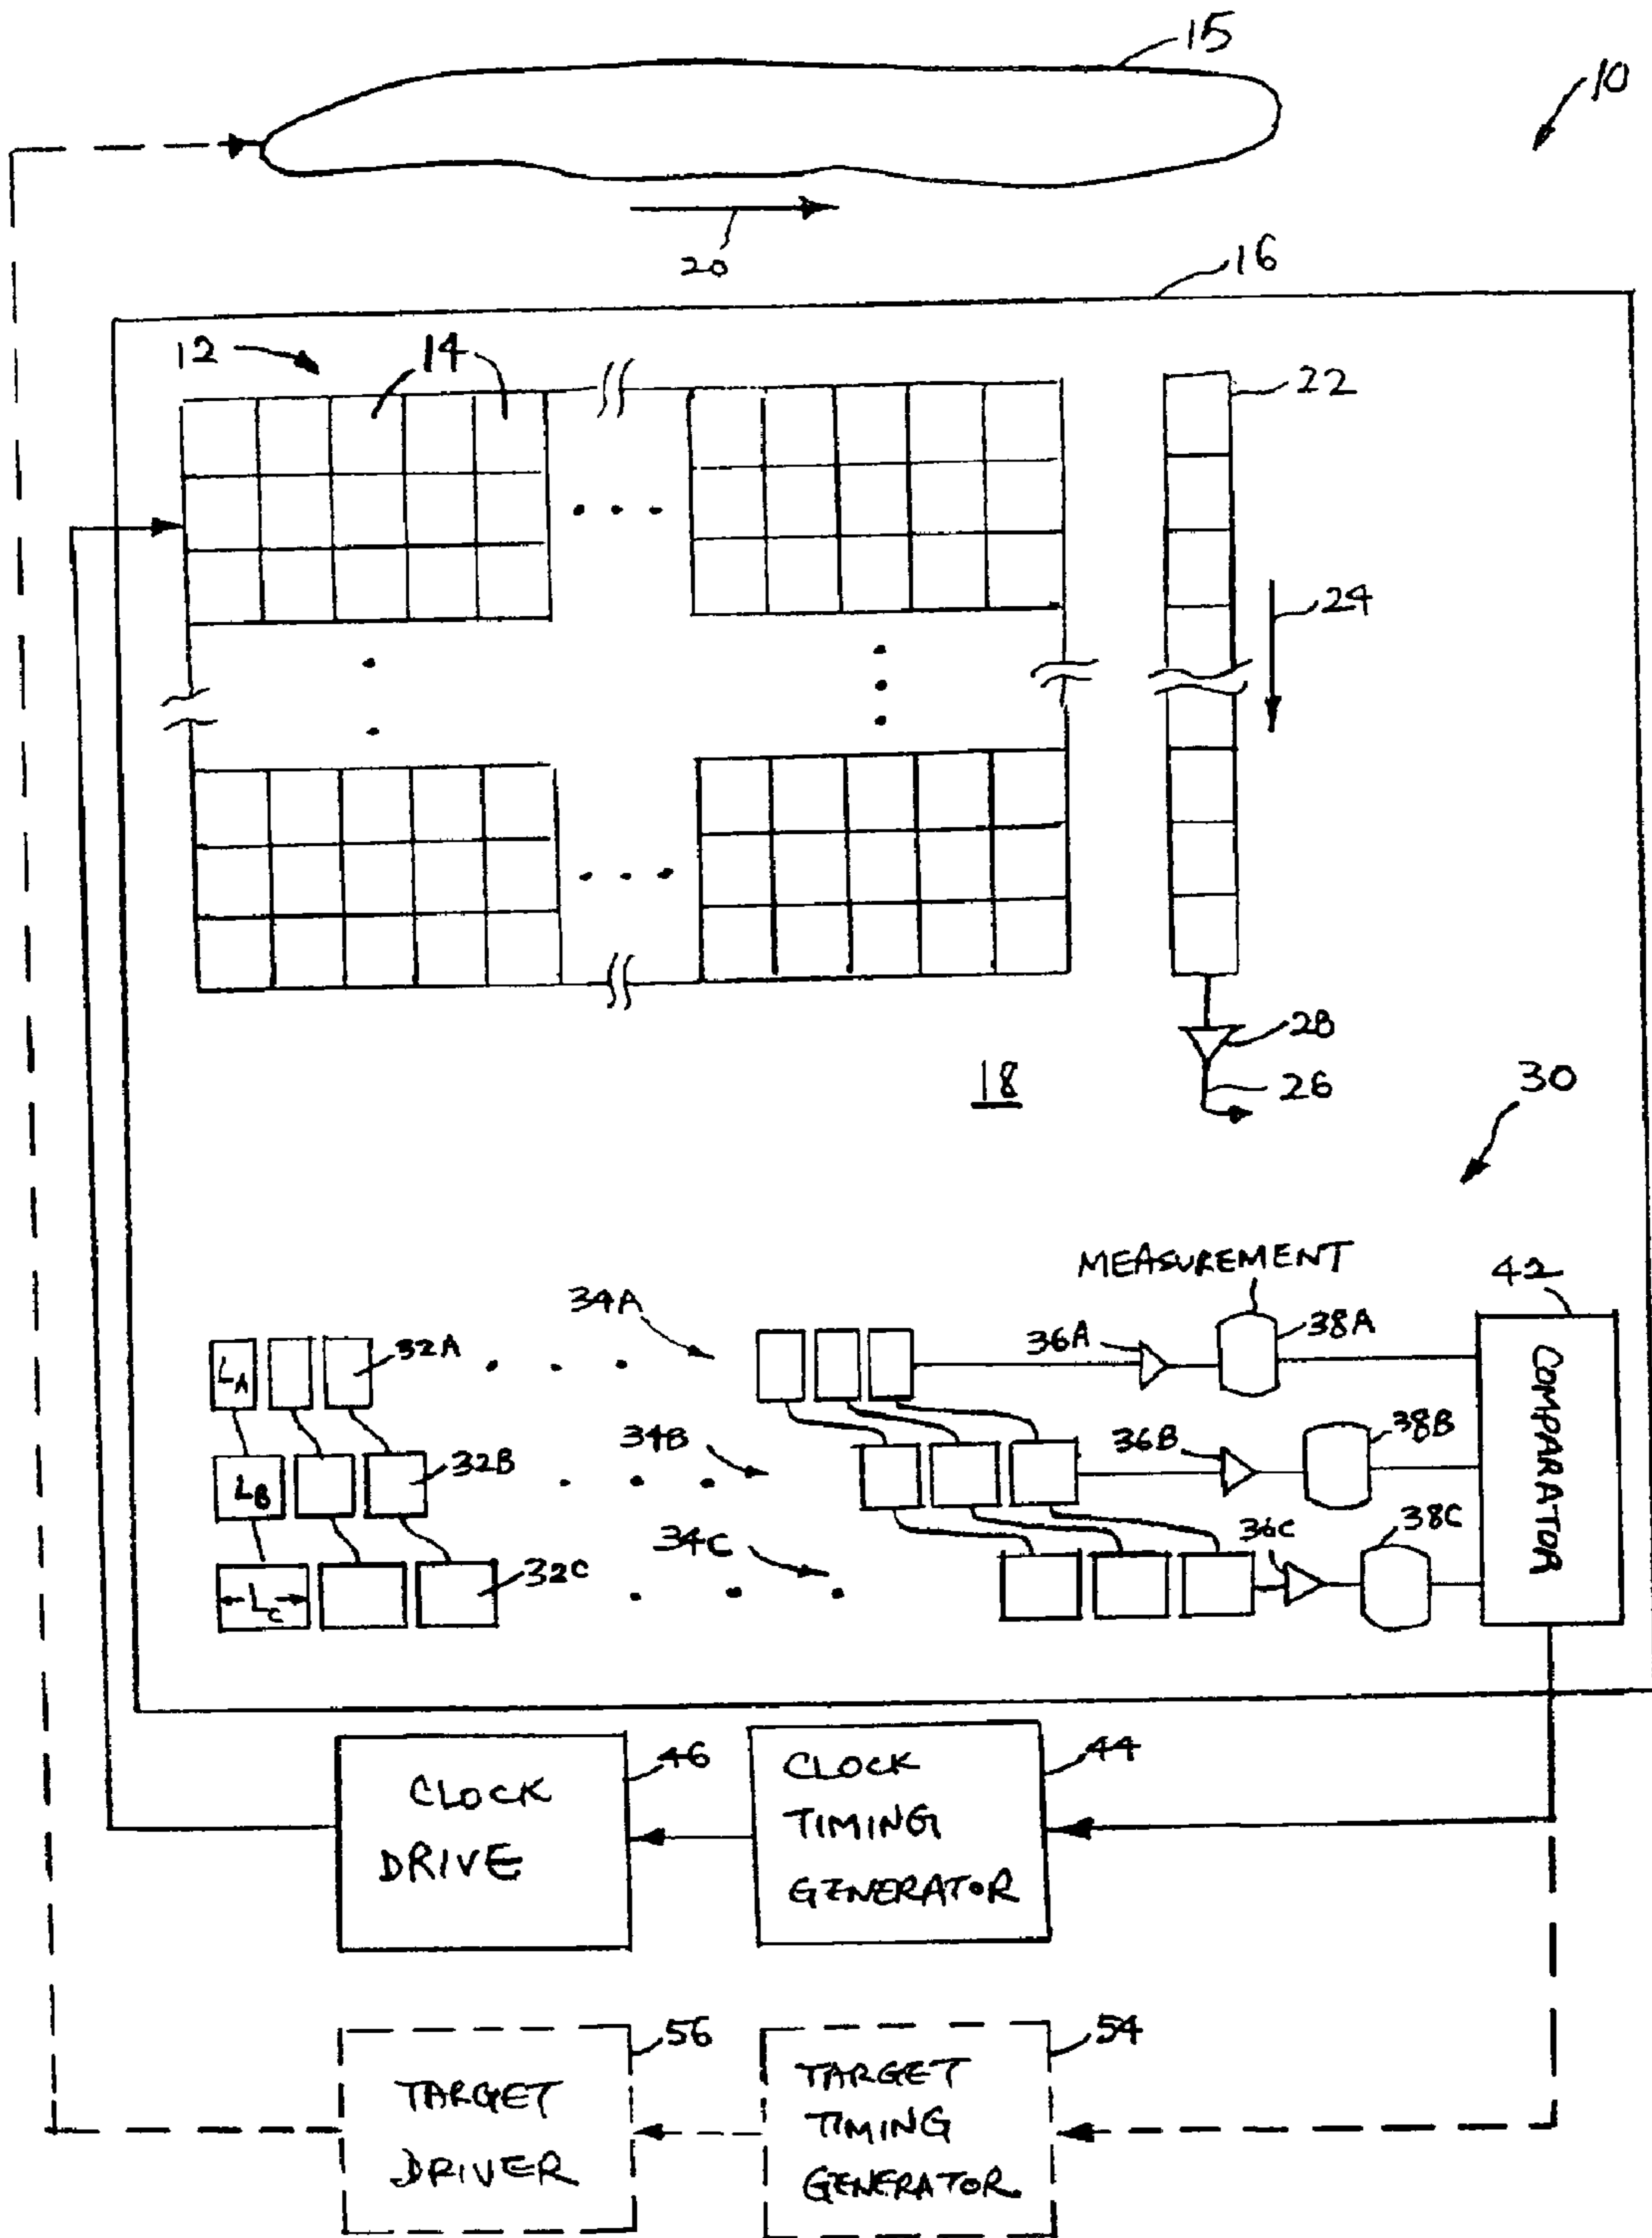 15
10
20
16
12
14
22
24
28
26
18
30
MEASUREMENT
42
34A
32A
36A
38A
LA
COMPARATOR
34B
32B
36B
38B
LB
34C
32C
36C
38C
LC
46
44
CLOCK
DRIVE
CLOCK
TIMING
GENERATOR
56
54
TARGET
DRIVER
TARGET
TIMING
GENERATOR